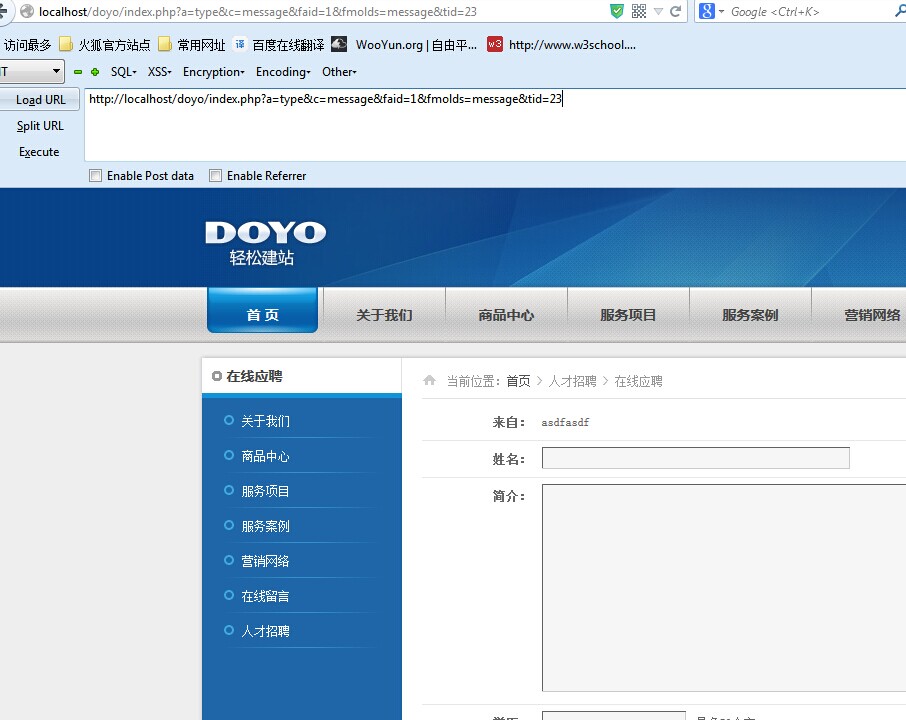 localhost/doyo/index.php?a=type&c=message&faid=1&fmolds=message&tid=23
Google <Ctrl+K>
访问最多 火狐官方站点 常用网址 百度在线翻译 WooYun.org | 自由平... w3 http://www.w3school....
SQL XSS Encryption Encoding Other
Load URL
http://localhost/doyo/index.php?a=type&c=message&faid=1&fmolds=message&tid=23
Split URL
Execute
Enable Post data Enable Referrer
DOYO
轻松建站
首 页 关于我们 商品中心 服务项目 服务案例 营销网络
在线应聘
当前位置: 首页 > 人才招聘 > 在线应聘
关于我们
商品中心
服务项目
服务案例
营销网络
在线留言
人才招聘
来自: asdfasdf
姓名:
简介: